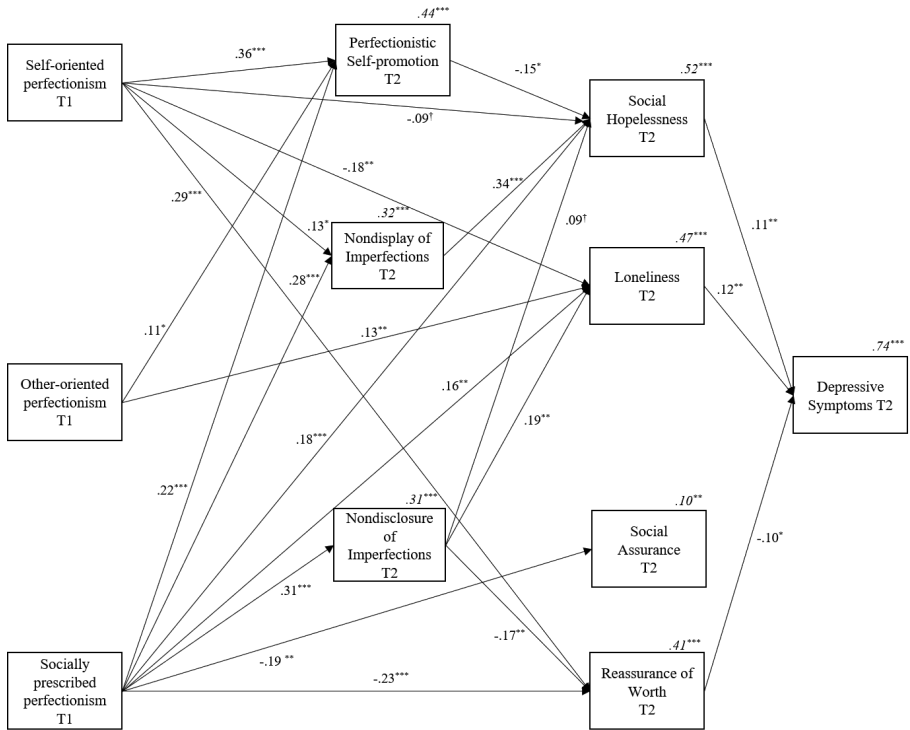 .44***
Perfectionistic
Self-promotion
T2
Self-oriented
perfectionism
T1
.36***
-.15*
.52***
Social
Hopelessness
T2
-.09†
-.18**
.29***
.34***
.13*
.32***
Nondisplay of
Imperfections
T2
.09†
.11**
.47***
Loneliness
T2
.28***
.12**
.11*
.13**
.74***
Depressive
Symptoms T2
Other-oriented
perfectionism
T1
.16**
.19**
.18***
.22***
.31***
Nondisclosure
of
Imperfections
T2
.10**
Social
Assurance
T2
-.10*
.31***
-.17**
-.19 **
-.23***
.41***
Reassurance of
Worth
T2
Socially
prescribed
perfectionism
T1